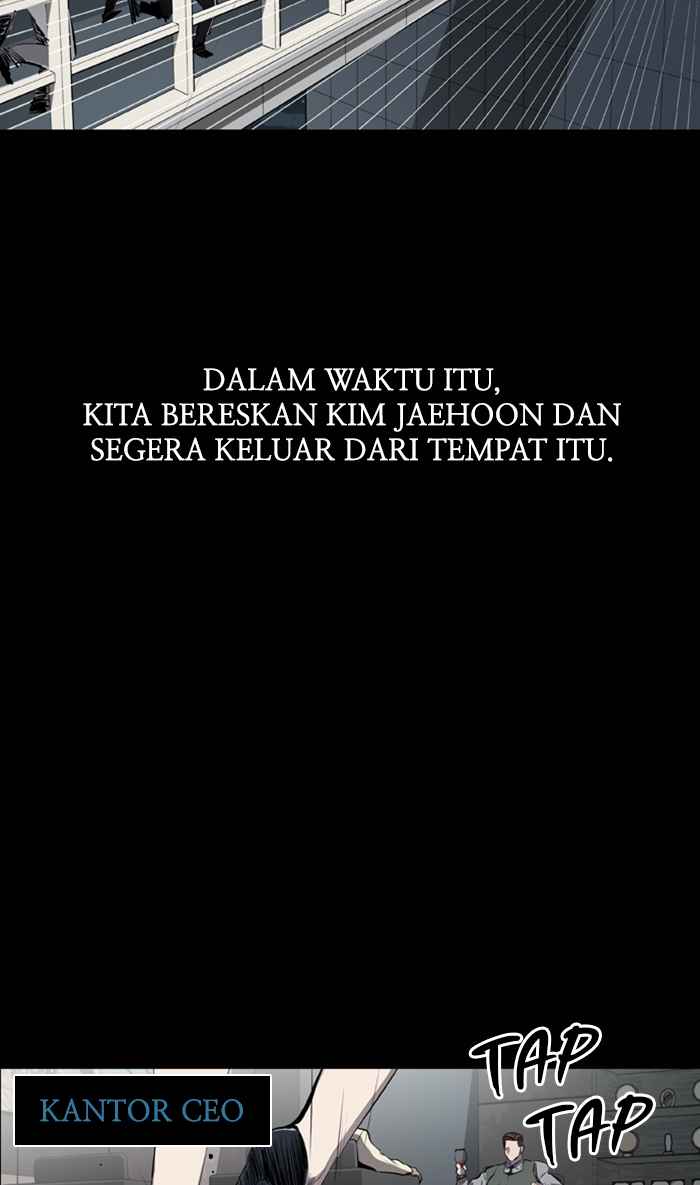 DALAM WAKTU ITU,
KITA BERESKAN KIM JAEHOON DAN
SEGERA KELUAR DARI TEMPAT ITU.
TAP
KANTOR CEO
TAP